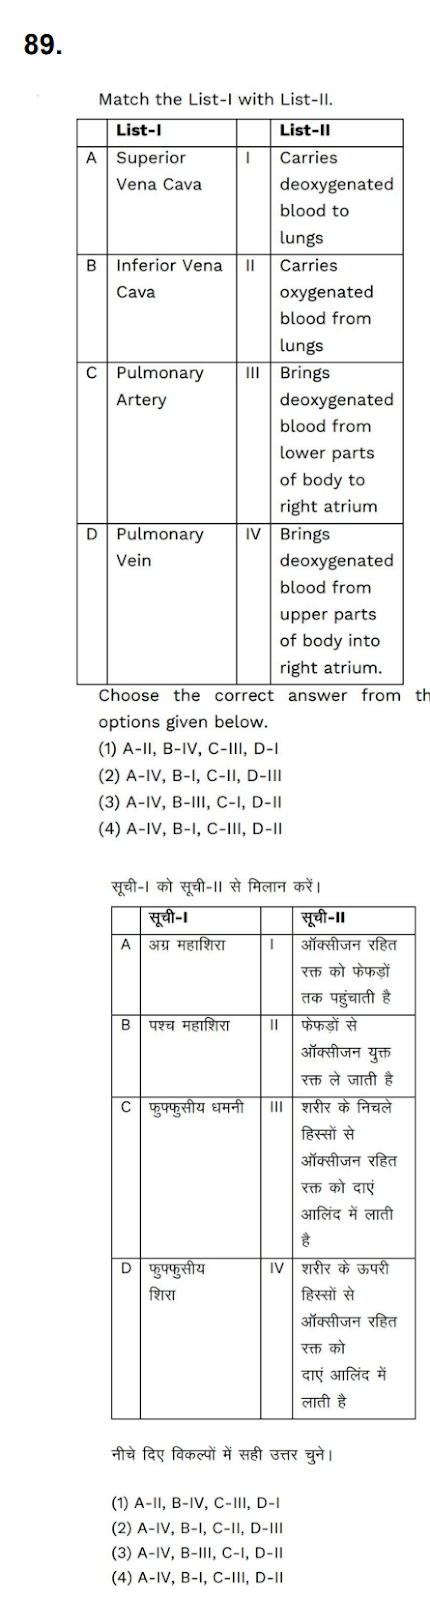 89.
Match the List-I with List-II.
List-I List-II
A Superior I Carries
Vena Cava deoxygenated
blood to
lungs
B Inferior Vena II Carries
Cava oxygenated
blood from
lungs
C Pulmonary III Brings
Artery deoxygenated
blood from
lower parts
of body to
right atrium
D Pulmonary IV Brings
Vein deoxygenated
blood from
upper parts
of body into
right atrium.
Choose the correct answer from th
options given below.
(1) A-II, B-IV, C-III, D-I
(2) A-IV, B-I, C-II, D-III
(3) A-IV, B-III, C-I, D-II
(4) A-IV, B-I, C-III, D-II
सूची-I को सूची-II से मिलान करें।
सूची-I सूची-II
A अग्र महाशिरा I ऑक्सीजन रहित
रक्त को फेफड़ों
तक पहुंचाती है
B पश्च महाशिरा II फेफड़ों से
ऑक्सीजन युक्त
रक्त ले जाती है
C फुफ्फुसीय धमनी III शरीर के निचले
हिस्सों से
ऑक्सीजन रहित
रक्त को दाएं
आलिंद में लाती
है
D फुफ्फुसीय IV शरीर के ऊपरी
शिरा हिस्सों से
ऑक्सीजन रहित
रक्त को
दाएं आलिंद में
लाती है
नीचे दिए विकल्पों में सही उत्तर चुने।
(1) A-II, B-IV, C-III, D-I
(2) A-IV, B-I, C-II, D-III
(3) A-IV, B-III, C-I, D-II
(4) A-IV, B-I, C-III, D-II